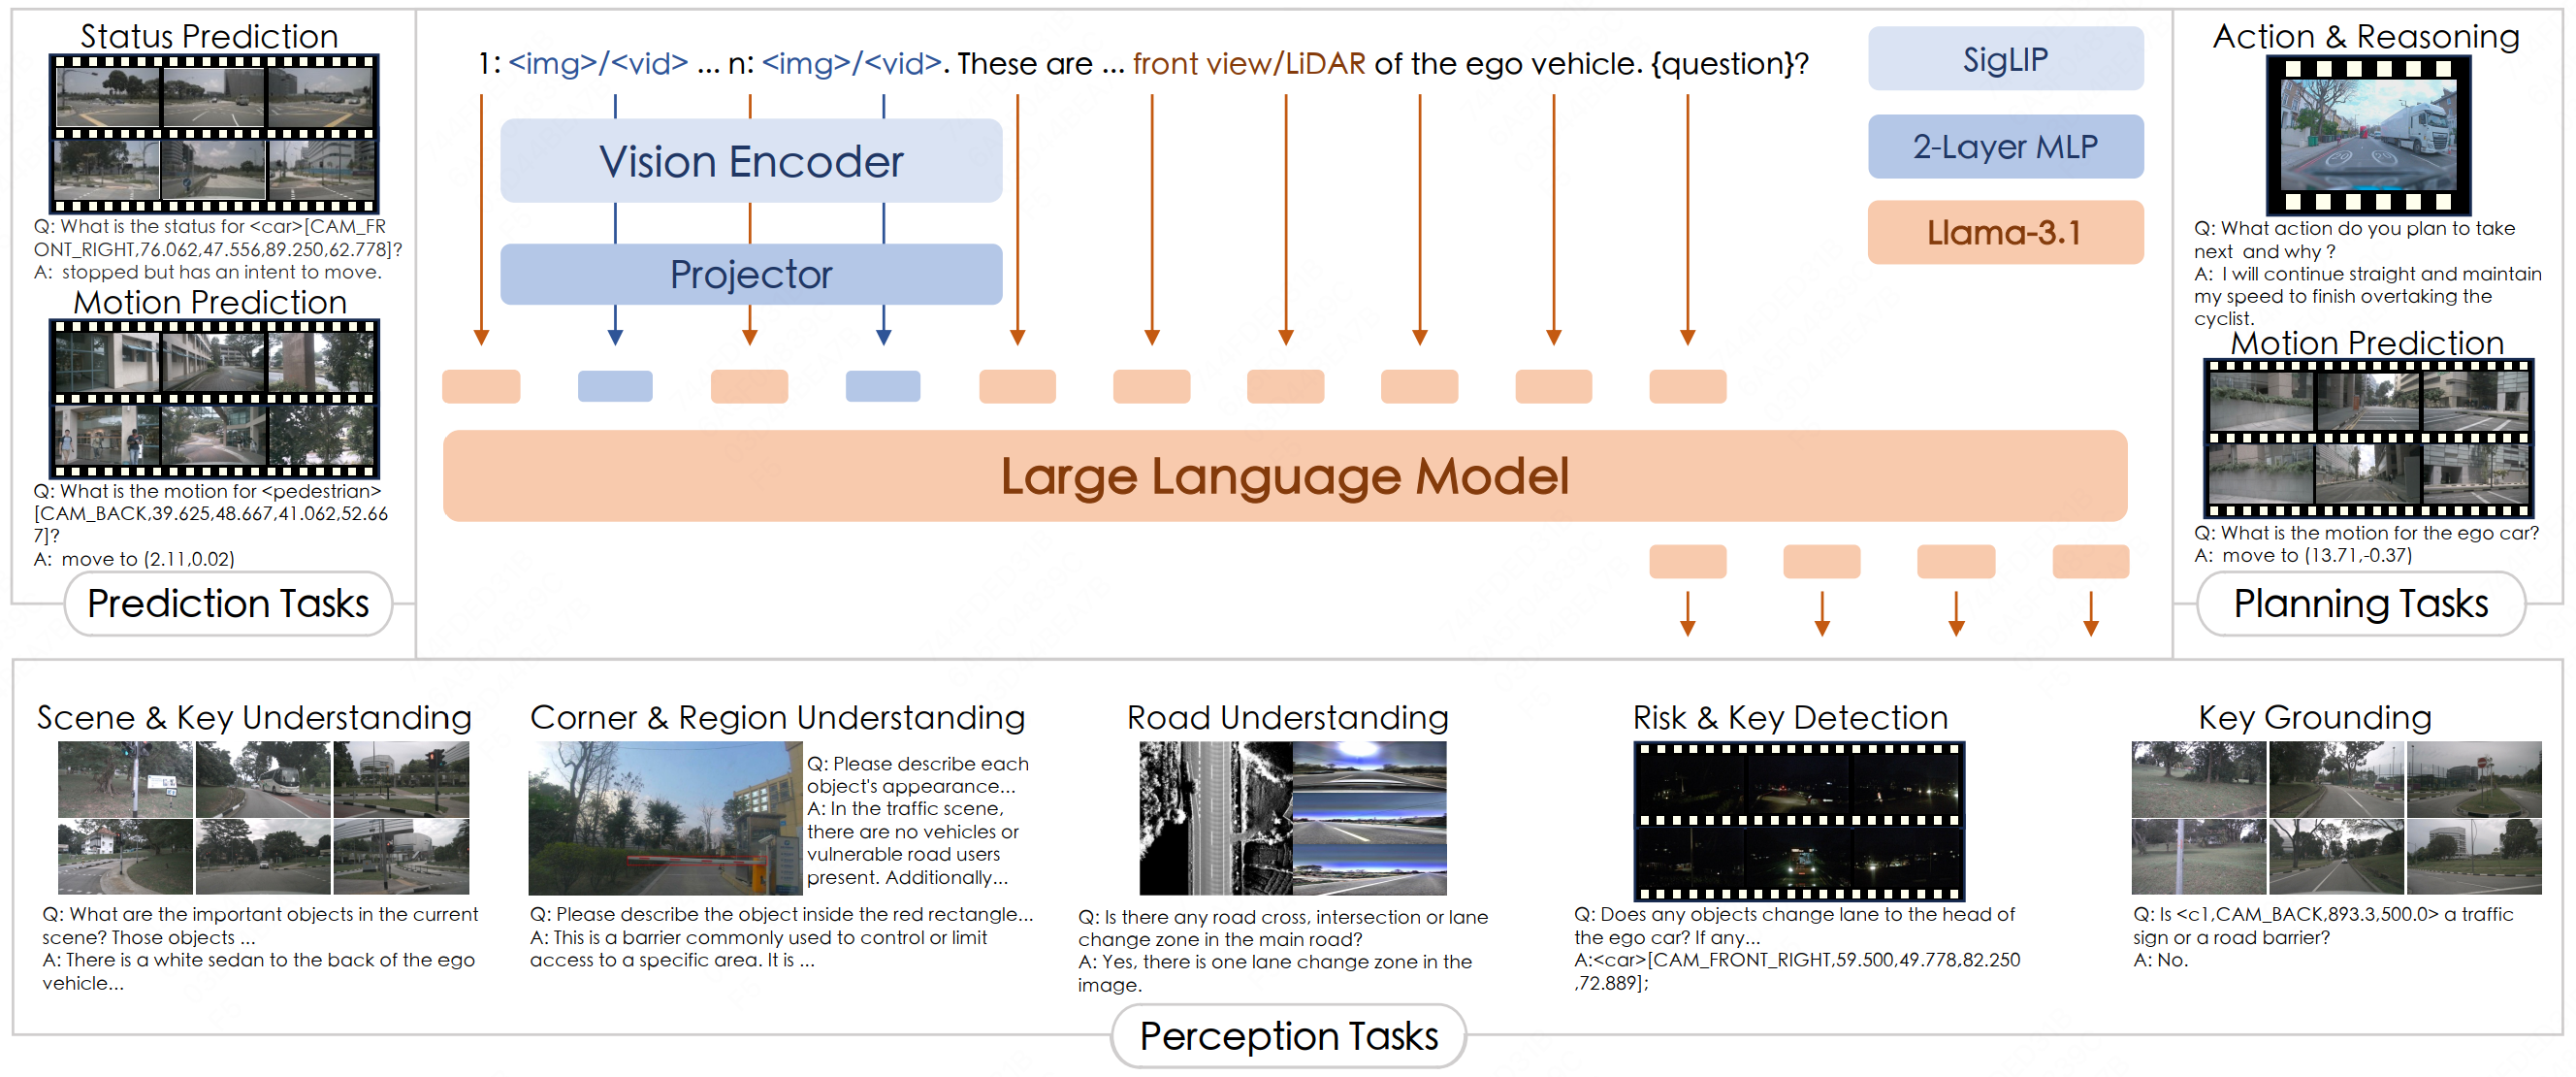 Status Prediction
Q: What is the status for <car>[CAM_FR
ONT_RIGHT,76.062,47.556,89.250,62.778]?
A: stopped but has an intent to move.
Motion Prediction
Q: What is the motion for <pedestrian>
[CAM_BACK,39.625,48.667,41.062,52.66
7]?
A: move to (2.11,0.02)
Prediction Tasks
1: <img>/<vid> ... n: <img>/<vid>. These are ... front view/LiDAR of the ego vehicle. {question}?
Vision Encoder
Projector
SigLIP
2-Layer MLP
Llama-3.1
Large Language Model
Action & Reasoning
Q: What action do you plan to take
next and why ?
A: I will continue straight and maintain
my speed to finish overtaking the
cyclist.
Motion Prediction
Q: What is the motion for the ego car?
A: move to (13.71,-0.37)
Planning Tasks
Scene & Key Understanding
Q: What are the important objects in the current
scene? Those objects ...
A: There is a white sedan to the back of the ego
vehicle...
Corner & Region Understanding
Q: Please describe each
object's appearance...
A: In the traffic scene,
there are no vehicles or
vulnerable road users
present. Additionally...
Q: Please describe the object inside the red rectangle...
A: This is a barrier commonly used to control or limit
access to a specific area. It is ...
Road Understanding
Q: Is there any road cross, intersection or lane
change zone in the main road?
A: Yes, there is one lane change zone in the
image.
Risk & Key Detection
Q: Does any objects change lane to the head of
the ego car? If any...
A:<car>[CAM_FRONT_RIGHT,59.500,49.778,82.250
,72.889];
Key Grounding
Q: Is <c1,CAM_BACK,893.3,500.0> a traffic
sign or a road barrier?
A: No.
Perception Tasks